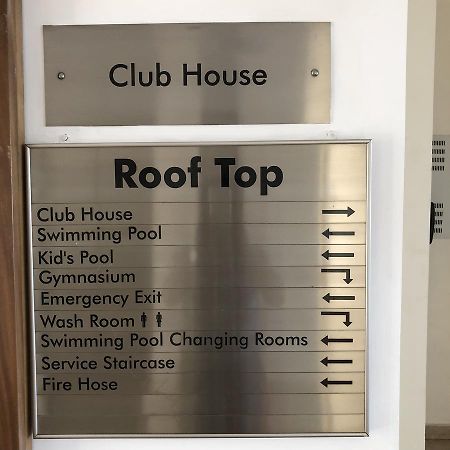 Club House
Roof Top
Club House
Swimming Pool
Kid's Pool
Gymnasium
Emergency Exit
Wash Room
Swimming Pool Changing Rooms
Service Staircase
Fire Hose